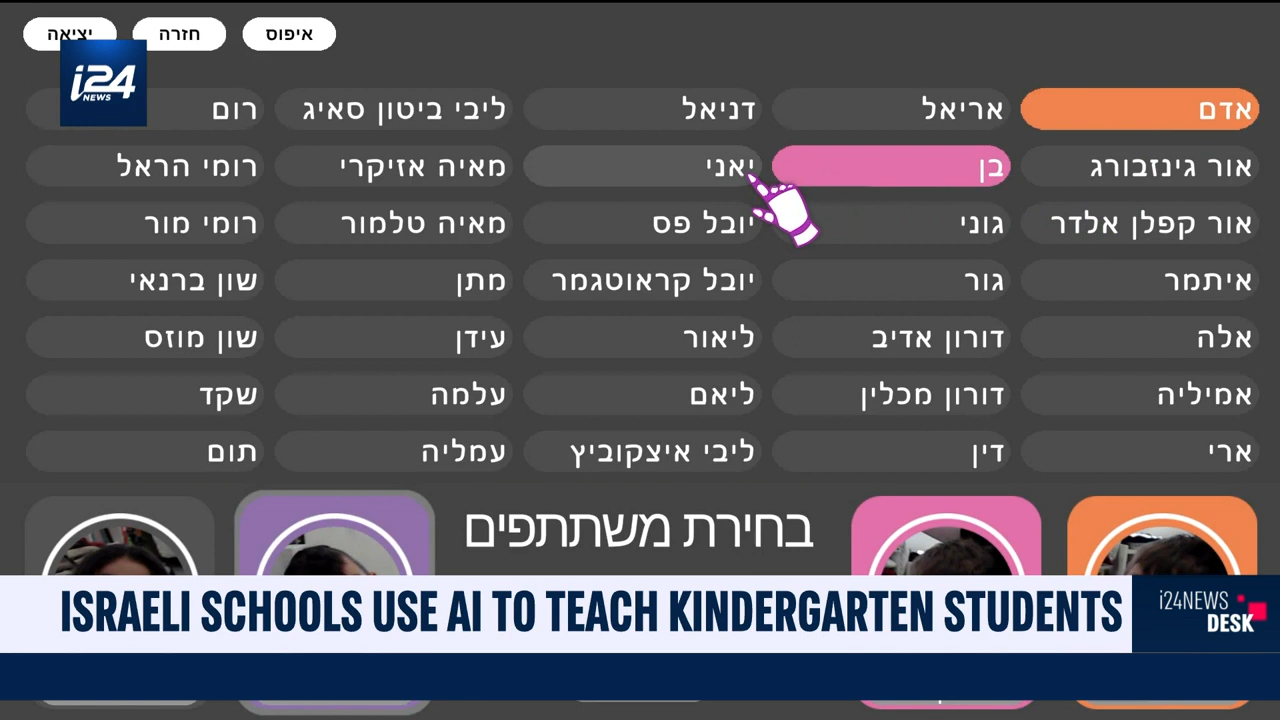 איפוס
חזרה
יציאה
i24
NEWS
אדם
אריאל
דניאל
ליבי ביטון סאיג
רום
אור גינזבורג
בן
יאני
מאיה אזיקרי
רומי הראל
אור קפלן אלדר
גוני
יובל פס
מאיה טלמור
רומי מור
איתמר
גור
יובל קראוטגמר
מתן
שון ברנאי
אלה
דורון אדיב
ליאור
עידן
שון מוזס
אמיליה
דורון מכלין
ליאם
עלמה
שקד
ארי
דין
ליבי איצקוביץ
עמליה
תום
בחירת משתתפים
ISRAELI SCHOOLS USE AI TO TEACH KINDERGARTEN STUDENTS
i24NEWS
DESK